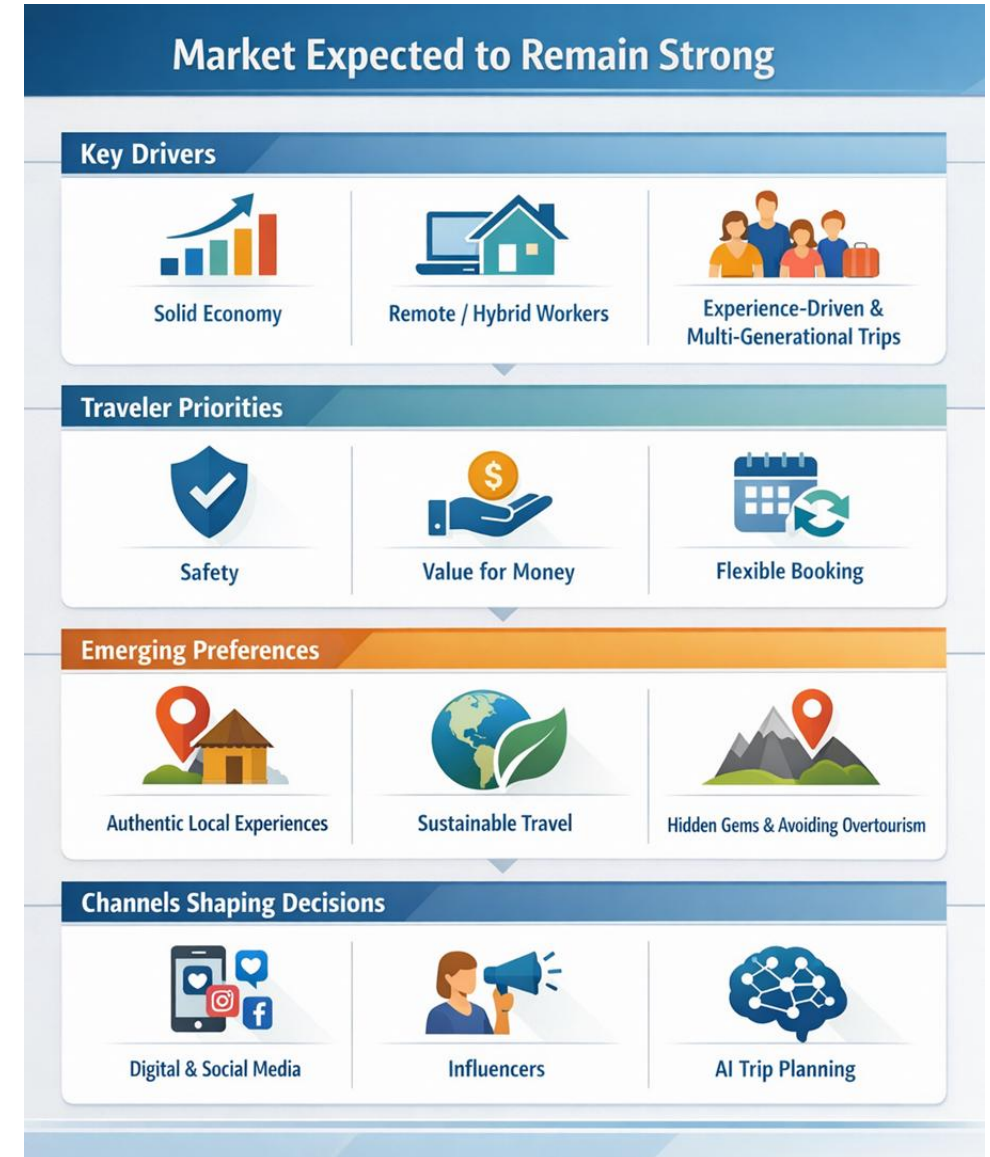 Market Expected to Remain Strong
Key Drivers
Solid Economy
Remote / Hybrid Workers
Experience-Driven &
Multi-Generational Trips
Traveler Priorities
Safety
$
Value for Money
Flexible Booking
Emerging Preferences
Authentic Local Experiences
Sustainable Travel
Hidden Gems & Avoiding Overtourism
Channels Shaping Decisions
f
Digital & Social Media
Influencers
AI Trip Planning